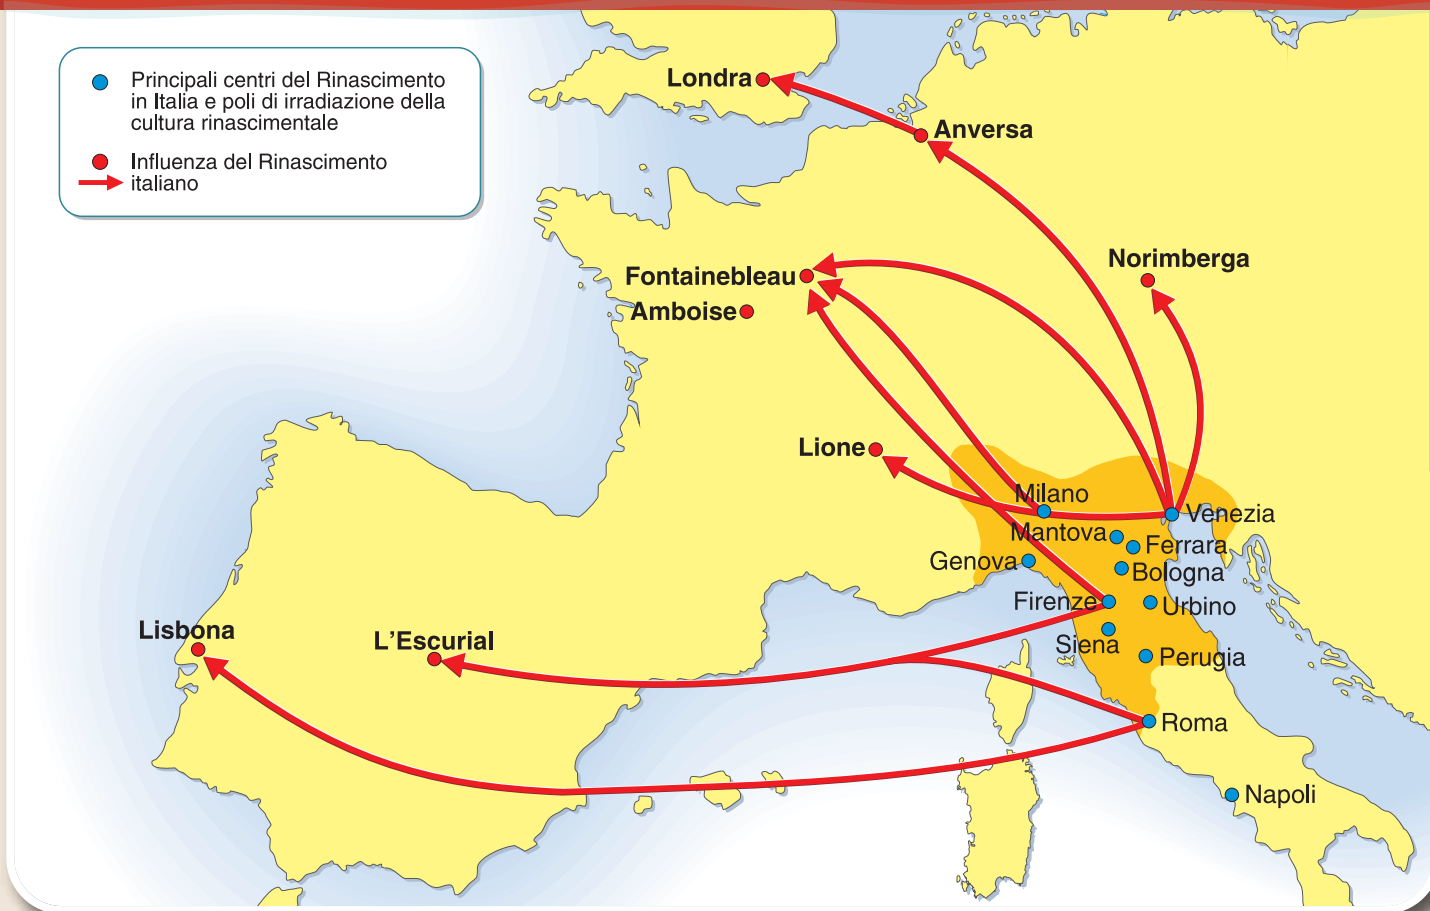 Principali centri del Rinascimento
in Italia e poli di irradiazione della
cultura rinascimentale
Influenza del Rinascimento
italiano
Londra
Anversa
Norimberga
Fontainebleau
Amboise
Lione
Milano
Venezia
Mantova
Ferrara
Genova
Bologna
Firenze
Urbino
Siena
Perugia
Lisbona
L'Escurial
Roma
Napoli